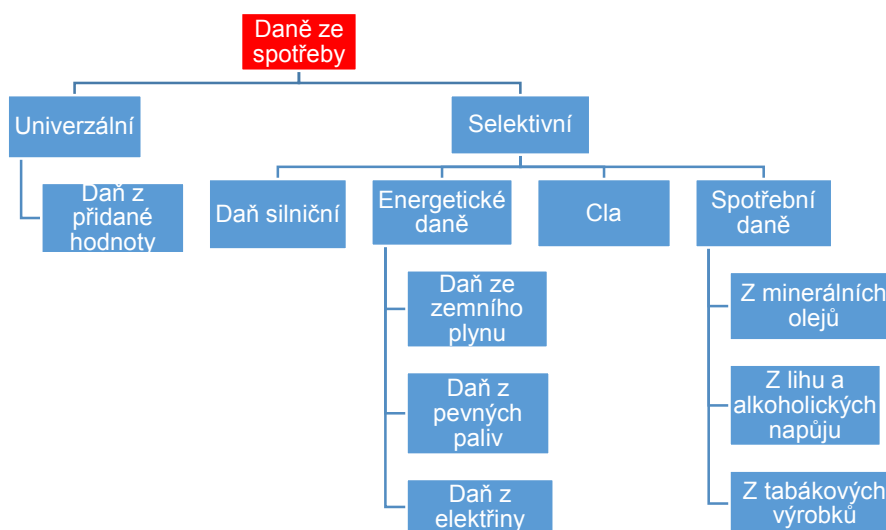 Daně ze
spotřeby
Univerzální
Selektivní
Daň z
přidané
hodnoty
Daň silniční
Energetické
daně
Cla
Spotřební
daně
Daň ze
zemního
plynu
Daň z
pevných
paliv
Daň z
elektřiny
Z minerálních
olejů
Z lihu a
alkoholických
napůju
Z tabákových
výrobků